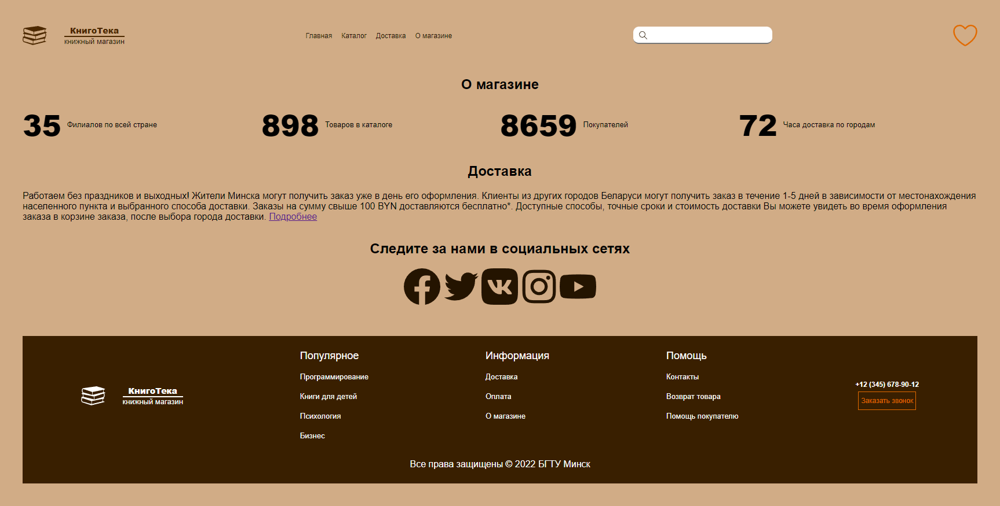 КнигоТека
книжный магазин
Главная Каталог Доставка О магазине
О магазине
35 Филиалов по всей стране
898 Товаров в каталоге
8659 Покупателей
72 Часа доставка по городам
Доставка
Работаем без праздников и выходных! Жители Минска могут получить заказ уже в день его оформления. Клиенты из других городов Беларуси могут получить заказ в течение 1-5 дней в зависимости от местонахождения
населенного пункта и выбранного способа доставки. Заказы на сумму свыше 100 BYN доставляются бесплатно*. Доступные способы, точные сроки и стоимость доставки Вы можете увидеть во время оформления
заказа в корзине заказа, после выбора города доставки. Подробнее
Следите за нами в социальных сетях
КнигоТека
книжный магазин
Популярное
Программирование
Книги для детей
Психология
Бизнес
Информация
Доставка
Оплата
О магазине
Помощь
Контакты
Возврат товара
Помощь покупателю
+12 (345) 678-90-12
Заказать звонок
Все права защищены © 2022 БГТУ Минск